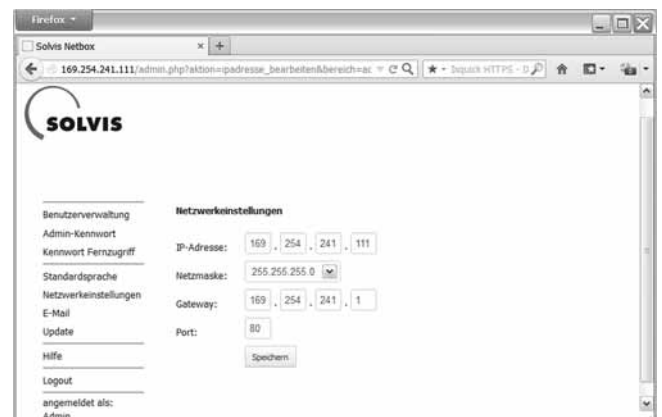 Firefox
Solvis Netbox
169.254.241.111/admin.php?aktion=ipadresse_bearbeiten&bereich=ac
HTTPS - D
SOLVIS
Benutzerverwaltung
Admin-Kennwort
Kennwort Fernzugriff
Standardsprache
Netzwerkeinstellungen
E-Mail
Update
Hilfe
Logout
angemeldet als:
Admin
Netzwerkeinstellungen
IP-Adresse: 169 . 254 . 241 . 111
Netzmaske: 255.255.255.0
Gateway: 169 . 254 . 241 . 1
Port: 80
Speichern